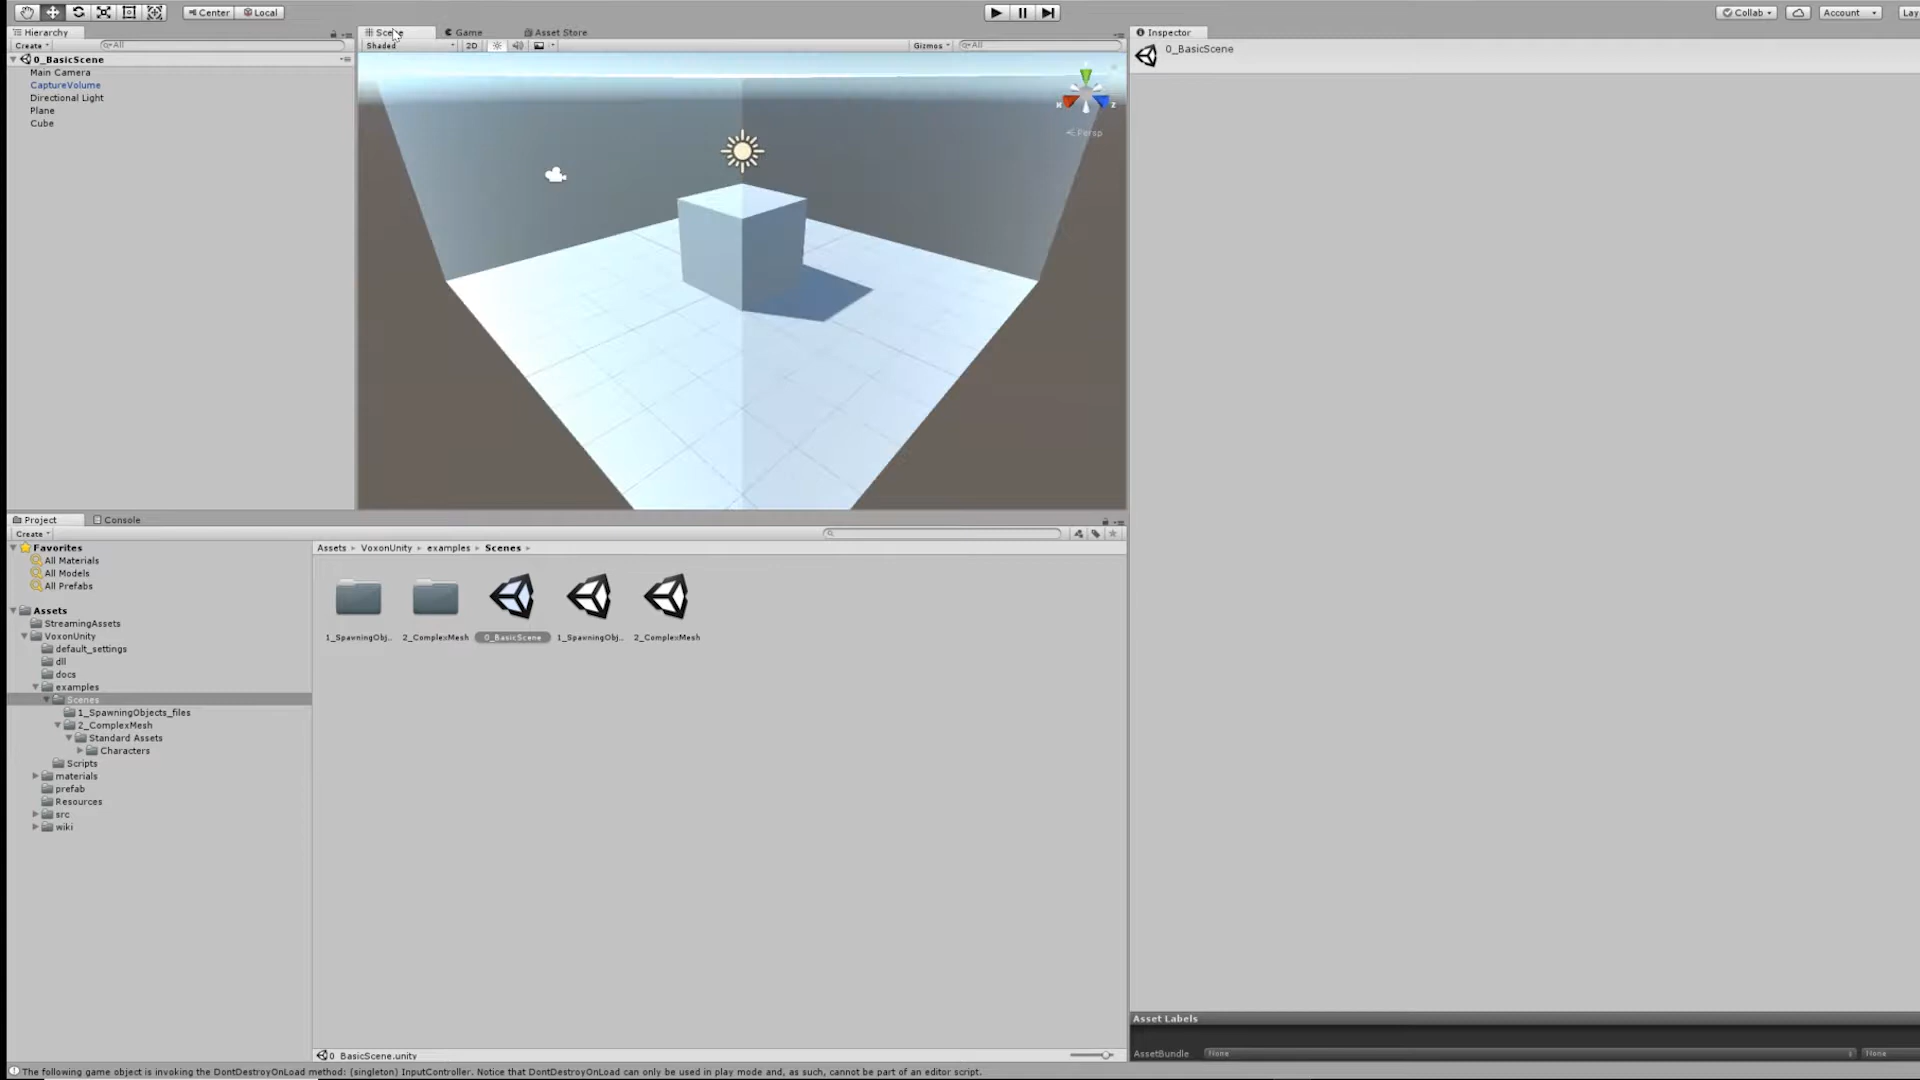 Center
Local
Collab
Account
Lay
Hierarchy
Create
All
0_BasicScene
Main Camera
CaptureVolume
Directional Light
Plane
Cube
Scene
Game
Asset Store
Shaded
2D
Gizmos
All
X
Z
Persp
Inspector
0_BasicScene
Project
Console
Create
Favorites
All Materials
All Models
All Prefabs
Assets
StreamingAssets
VoxonUnity
default_settings
dll
docs
examples
Scenes
1_SpawningObjects_files
2_ComplexMesh
Standard Assets
Characters
Scripts
materials
prefab
Resources
src
wiki
Assets VoxonUnity examples Scenes
1_SpawningObj..
2_ComplexMesh
0_BasicScene
1_SpawningObj..
2_ComplexMesh
0_BasicScene.unity
Asset Labels
AssetBundle
None
None
The following game object is invoking the DontDestroyOnLoad method: (singleton) InputController. Notice that DontDestroyOnLoad can only be used in play mode and, as such, cannot be part of an editor script.